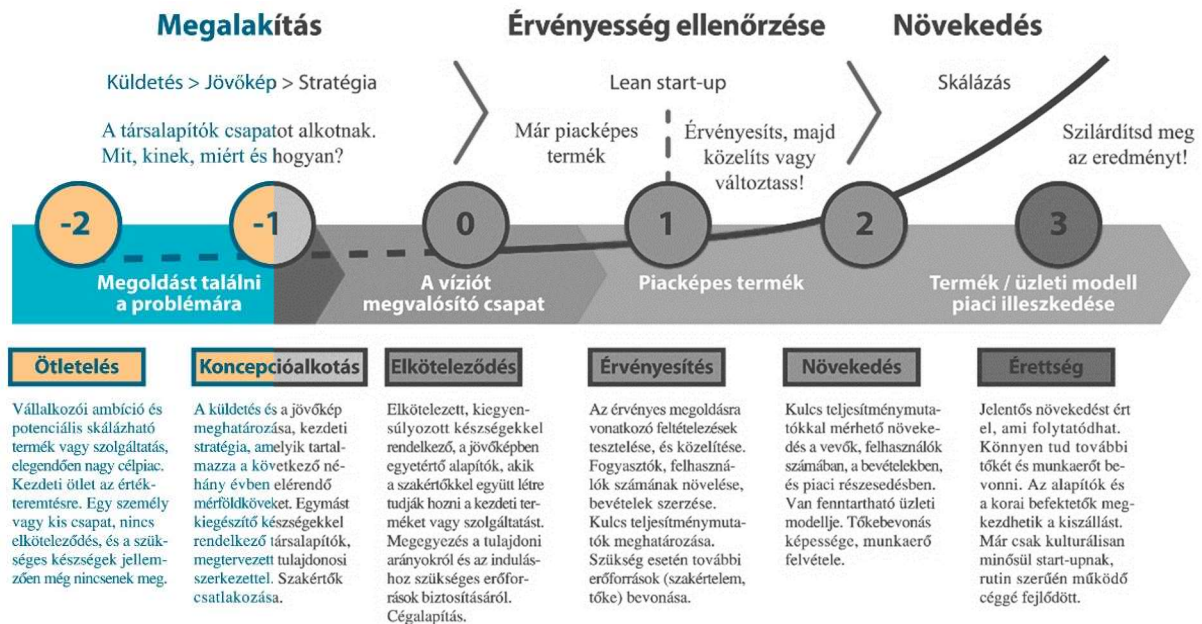 Megalakítás
Érvényesség ellenőrzése
Növekedés
Küldetés > Jövőkép > Stratégia
Lean start-up
Skálázás
A társalapítók csapatot alkotnak.
Mit, kinek, miért és hogyan?
Már piacképes
termék
Érvényesíts, majd
közelíts vagy
változtass!
Szilárdítsd meg
az eredményt!
-2
-1
0
1
2
3
Megoldást találni
a problémára
A víziót
megvalósító csapat
Piacképes termék
Termék / üzleti modell
piaci illeszkedése
Ötletelés
Vállalkozói ambíció és
potenciális skálázható
termék vagy szolgáltatás,
elegendően nagy célpiac.
Kezdeti ötlet az érték-
teremtésre. Egy személy
vagy kis csapat, nincs
elköteleződés, és a szük-
séges készségek jellem-
zően még nincsenek meg.
Koncepcióalkotás
A küldetés és a jövőkép
meghatározása, kezdeti
stratégia, amelyik tartal-
mazza a következő né-
hány évben elérendő
mérföldköveket. Egymást
kiegészítő készségekkel
rendelkező társalapítók,
megtervezett tulajdonosi
szerkezettel. Szakértők
csatlakozása.
Elköteleződés
Elkötelezett, kiegyen-
súlyozott készségekkel
rendelkező, a jövőképben
egyetértő alapítók, akik
a szakértőkkel együtt létre
tudják hozni a kezdeti ter-
méket vagy szolgáltatást.
Megegyezés a tulajdoni
arányokról és az indulás-
hoz szükséges erőfor-
rások biztosításáról.
Cégalapítás.
Érvényesítés
Az érvényes megoldásra
vonatkozó feltételezések
tesztelése, és közelítése.
Fogyasztók, felhaszná-
lók számának növelése,
bevételek szerzése.
Kulcs teljesítménymuta-
tók meghatározása.
Szükség esetén további
erőforrások (szakértelem,
tőke) bevonása.
Növekedés
Kulcs teljesítménymuta-
tókkal mérhető növeke-
dés a vevők, felhasználók
számában, a bevételekben,
és piaci részesedésben.
Van fenntartható üzleti
modellje. Tőkebevonás
képessége, munkaerő
felvétele.
Érettség
Jelentős növekedést ért
el, ami folytatódhat.
Könnyen tud további
tőkét és munkaerőt be-
vonni. Az alapítók és
a korai befektetők meg-
kezdhetik a kiszállást.
Már csak kulturálisan
minősül start-upnak,
rutin szerűen működő
céggé fejlődött.